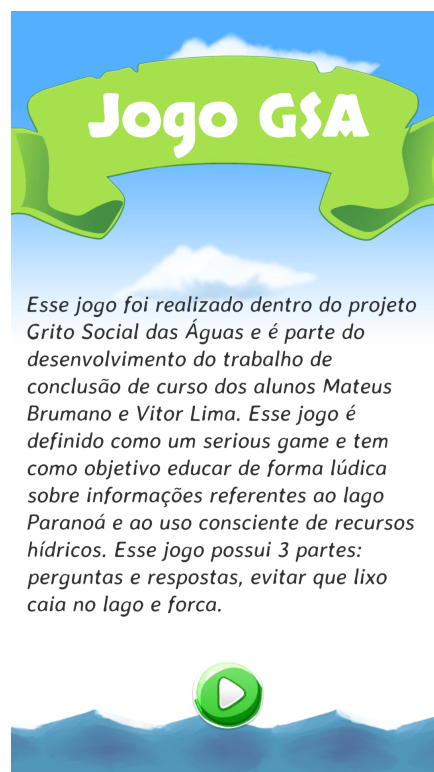 Jogo GSA
Esse jogo foi realizado dentro do projeto
Grito Social das Águas e é parte do
desenvolvimento do trabalho de
conclusão de curso dos alunos Mateus
Brumano e Vitor Lima. Esse jogo é
definido como um serious game e tem
como objetivo educar de forma lúdica
sobre informações referentes ao lago
Paranoá e ao uso consciente de recursos
hídricos. Esse jogo possui 3 partes:
perguntas e respostas, evitar que lixo
caia no lago e forca.